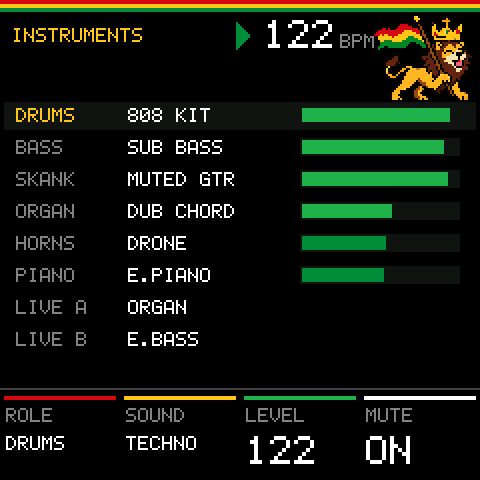 INSTRUMENTS 122 BPM
DRUMS 808 KIT
BASS SUB BASS
SKANK MUTED GTR
ORGAN DUB CHORD
HORNS DRONE
PIANO E.PIANO
LIVE A ORGAN
LIVE B E.BASS
ROLE SOUND LEVEL MUTE
DRUMS TECHNO 122 ON